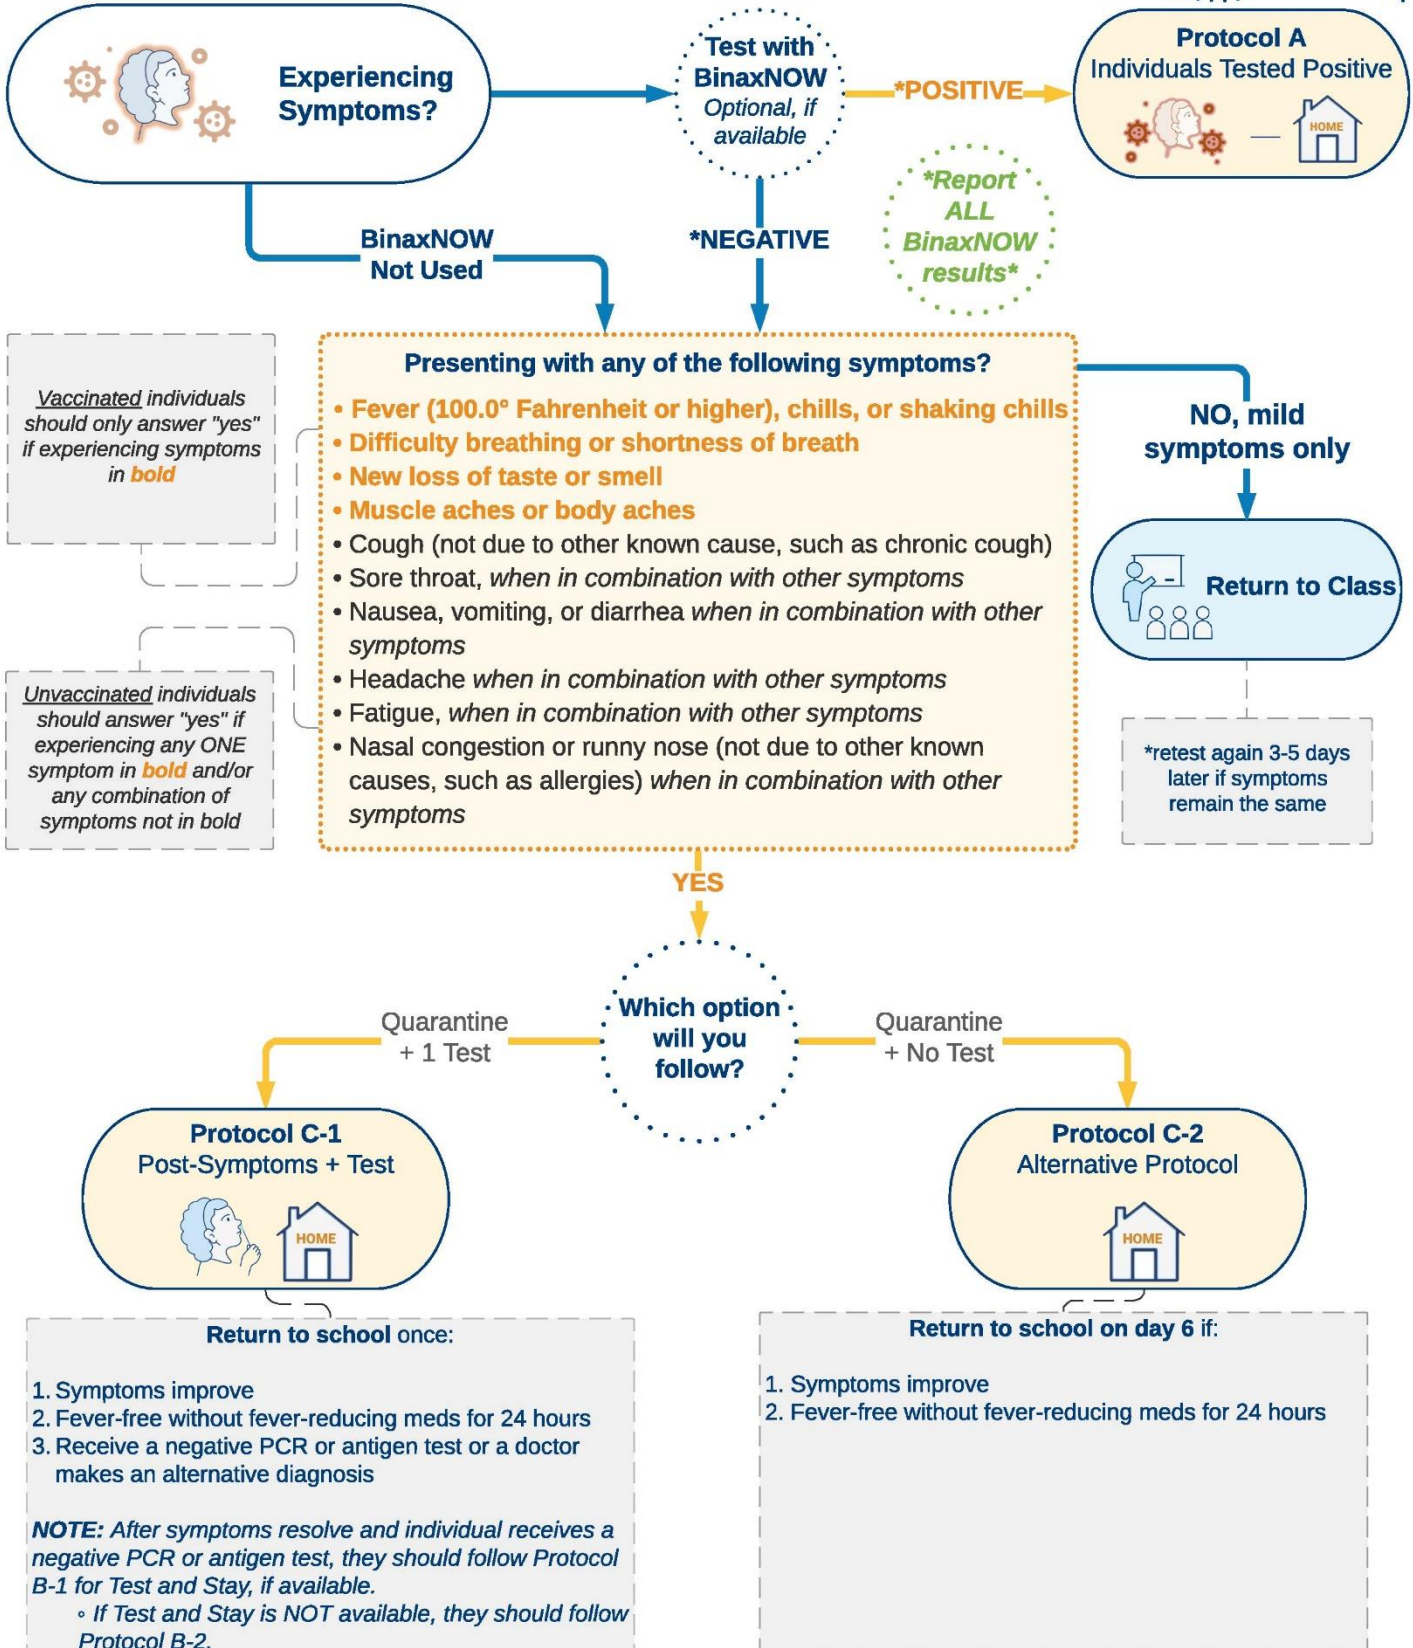 Experiencing
Symptoms?
Test with
BinaxNOW
Optional, if
available
*POSITIVE
Protocol A
Individuals Tested Positive
HOME
*Report
ALL
BinaxNOW
results*
BinaxNOW
Not Used
*NEGATIVE
Vaccinated individuals
should only answer "yes"
if experiencing symptoms
in bold
Unvaccinated individuals
should answer "yes" if
experiencing any ONE
symptom in bold and/or
any combination of
symptoms not in bold
Presenting with any of the following symptoms?
• Fever (100.0° Fahrenheit or higher), chills, or shaking chills
• Difficulty breathing or shortness of breath
• New loss of taste or smell
• Muscle aches or body aches
• Cough (not due to other known cause, such as chronic cough)
• Sore throat, when in combination with other symptoms
• Nausea, vomiting, or diarrhea when in combination with other
symptoms
• Headache when in combination with other symptoms
• Fatigue, when in combination with other symptoms
• Nasal congestion or runny nose (not due to other known
causes, such as allergies) when in combination with other
symptoms
NO, mild
symptoms only
Return to Class
*retest again 3-5 days
later if symptoms
remain the same
YES
Which option
will you
follow?
Quarantine
+ 1 Test
Quarantine
+ No Test
Protocol C-1
Post-Symptoms + Test
HOME
Return to school once:
1. Symptoms improve
2. Fever-free without fever-reducing meds for 24 hours
3. Receive a negative PCR or antigen test or a doctor
makes an alternative diagnosis
NOTE: After symptoms resolve and individual receives a
negative PCR or antigen test, they should follow Protocol
B-1 for Test and Stay, if available.
∘ If Test and Stay is NOT available, they should follow
Protocol B-2.
Protocol C-2
Alternative Protocol
HOME
Return to school on day 6 if:
1. Symptoms improve
2. Fever-free without fever-reducing meds for 24 hours